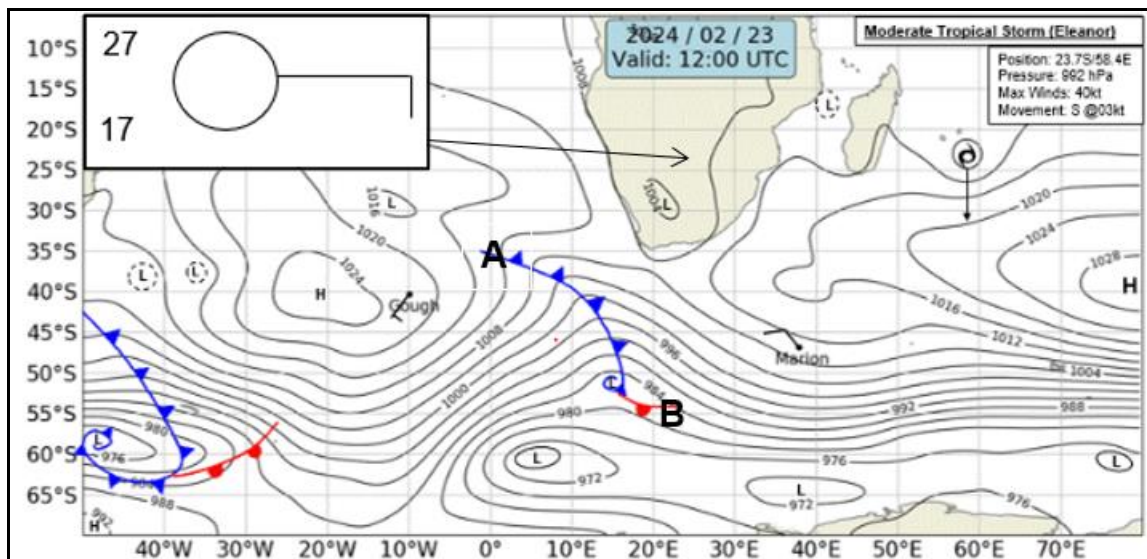 27
17
2024 / 02 / 23
Valid: 12:00 UTC
Moderate Tropical Storm (Eleanor)
Position: 23.7S/58.4E
Pressure: 992 hPa
Max Winds: 40kt
Movement: S @03kt
10°S
15°S
20°S
25°S
30°S
35°S
40°S
45°S
50°S
55°S
60°S
65°S
1008
L
L
1016
L
1004
L
1020
1020
1024
1028
A
L
L
1024
H
H
Gough
1016
1008
1012
Marion
996
1004
L
984
1000
B
992
988
980
980
L
976
L
976
L
972
L
972
984
988
976
992
H
40°W
30°W
20°W
10°W
0°
10°E
20°E
30°E
40°E
50°E
60°E
70°E